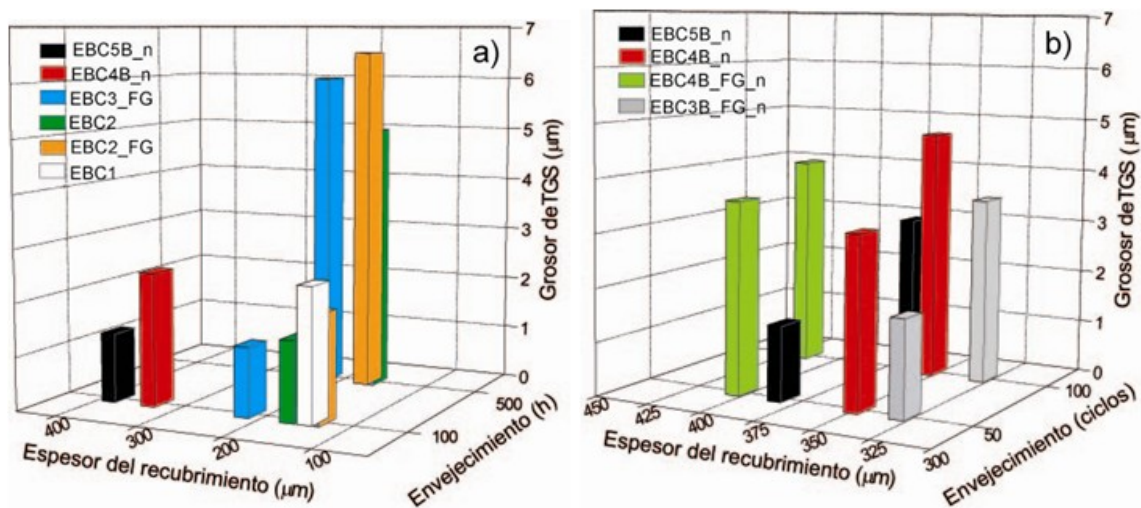 a)
EBC5B_n
EBC4B_n
EBC3_FG
EBC2
EBC2_FG
EBC1
7
6
5
4
3
2
1
0
Grosor deTGS (µm)
400
300
200
100
Espesor del recubrimiento (µm)
100
500
Envejecimiento (h)
b)
EBC5B_n
EBC4B_n
EBC4B_FG_n
EBC3B_FG_n
7
6
5
4
3
2
1
0
Grososr deTGS (µm)
450
425
400
375
350
325
300
Espesor del recubrimiento (µm)
50
100
Envejecimiento (ciclos)